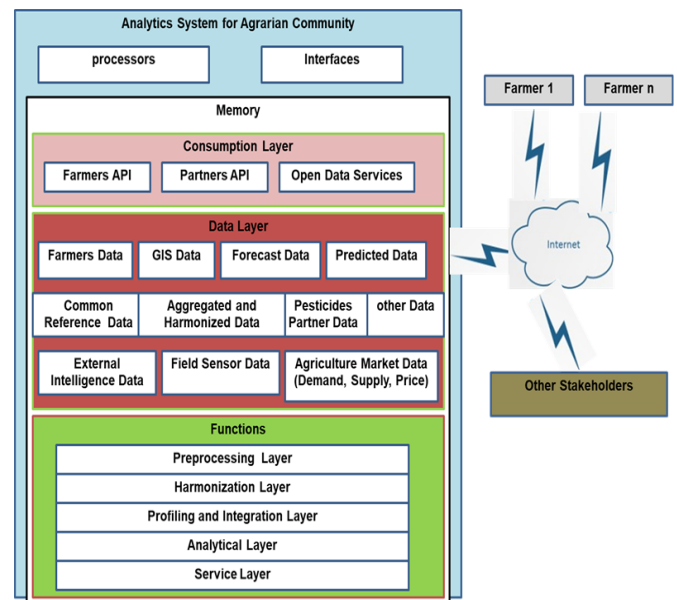 Analytics System for Agrarian Community
processors
Interfaces
Farmer 1
Farmer n
Memory
Consumption Layer
Farmers API
Partners API
Open Data Services
Data Layer
Farmers Data
GIS Data
Forecast Data
Predicted Data
Internet
Common
Reference Data
Aggregated and
Harmonized Data
Pesticides
Partner Data
other Data
External
Intelligence Data
Field Sensor Data
Agriculture Market Data
(Demand, Supply, Price)
Other Stakeholders
Functions
Preprocessing Layer
Harmonization Layer
Profiling and Integration Layer
Analytical Layer
Service Layer